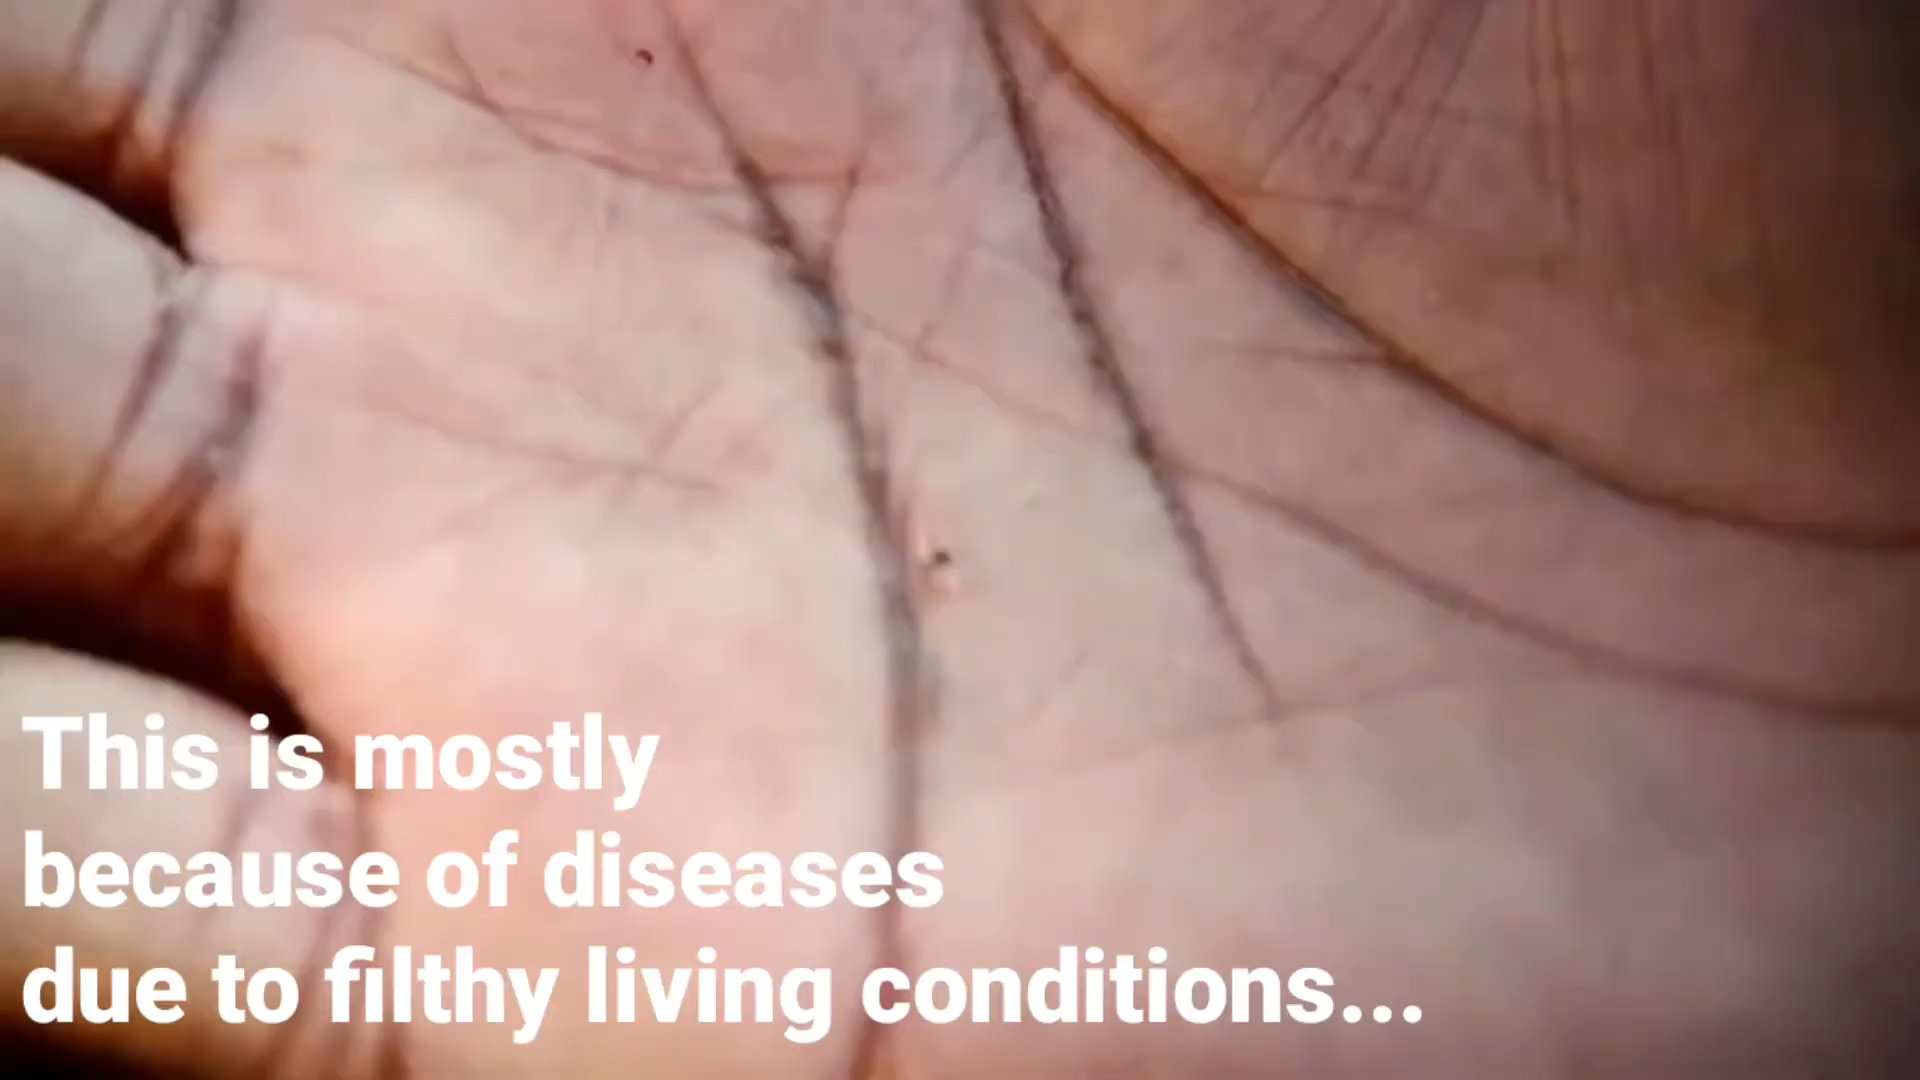 This is mostly
because of diseases
due to filthy living conditions...